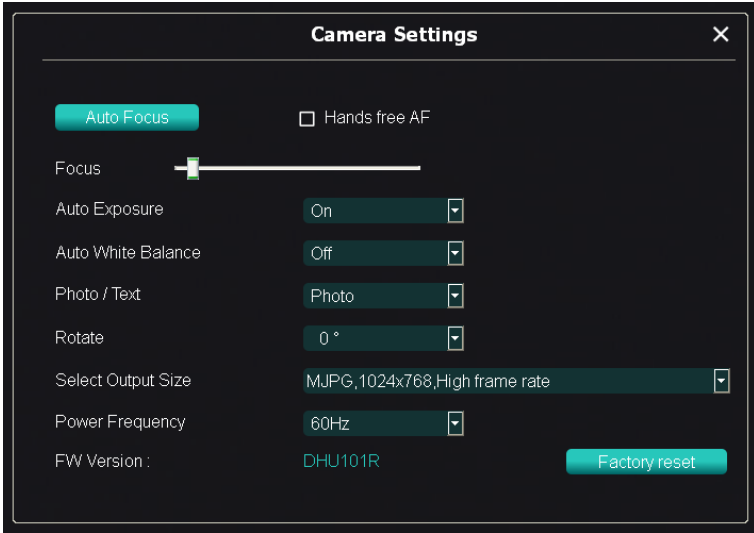 Camera Settings
Auto Focus Hands free AF
Focus
Auto Exposure On
Auto White Balance Off
Photo / Text Photo
Rotate 0 °
Select Output Size MJPG,1024x768,High frame rate
Power Frequency 60Hz
FW Version : DHU101R Factory reset